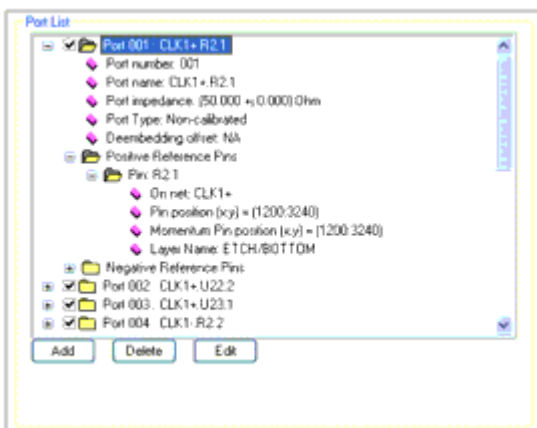 Port List
Port 001 : CLK1+.R2.1
Port number: 001
Port name: CLK1+.R2.1
Port impedance: (50.000 +j 0.000) Ohm
Port Type: Non-calibrated
Deembedding offset: NA
Positive Reference Pins
Pin: R2.1
On net: CLK1+
Pin position (x:y) = (1200:3240)
Momentum Pin position (x:y) = (1200:3240)
Layer Name: ETCH/BOTTOM
Negative Reference Pins
Port 002 : CLK1+.U22.2
Port 003 : CLK1+.U23.1
Port 004 : CLK1-.R2.2
Add Delete Edit